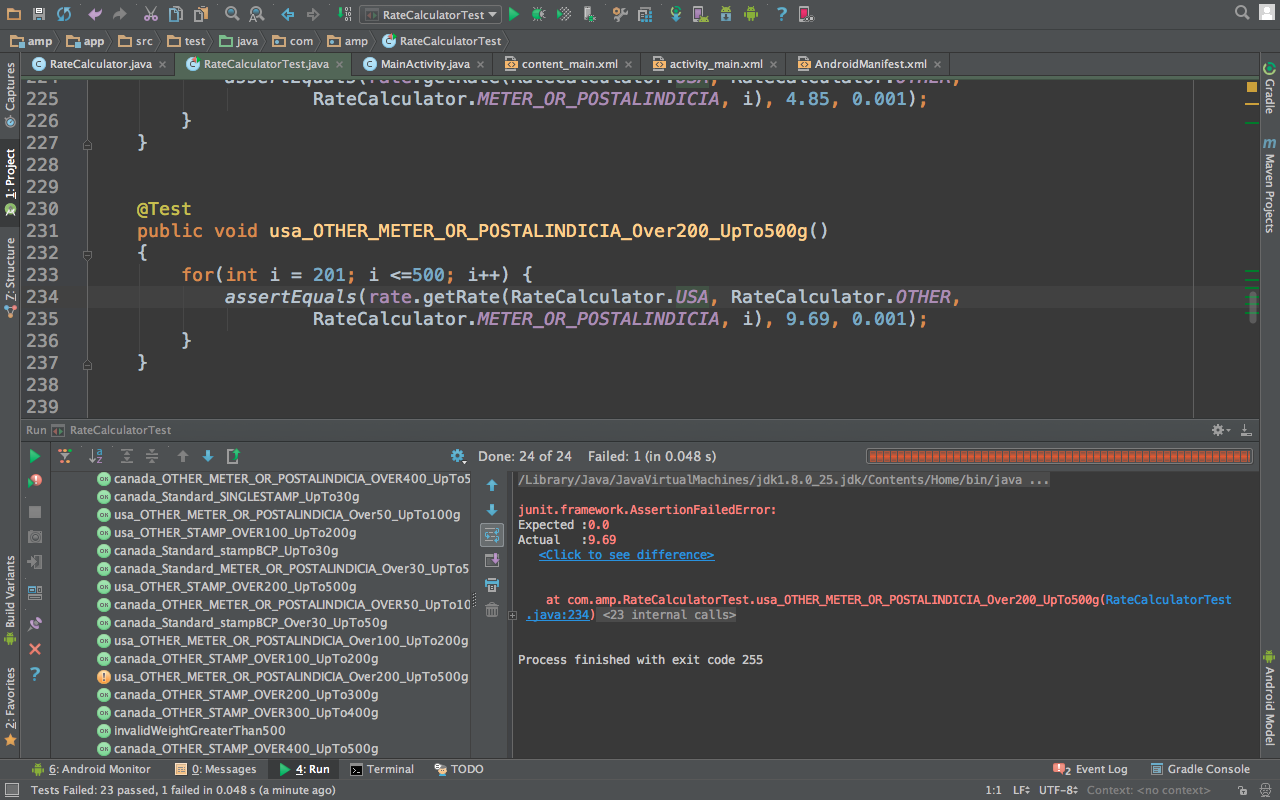 RateCalculatorTest
amp app src test java com amp RateCalculatorTest
RateCalculator.java RateCalculatorTest.java MainActivity.java content_main.xml activity_main.xml AndroidManifest.xml
Captures
1: Project
Z: Structure
Build Variants
2: Favorites
224 assertEquals(rate.getRate(RateCalculator.USA, RateCalculator.OTHER,
225 RateCalculator.METER_OR_POSTALINDICIA, i), 4.85, 0.001);
226 }
227 }
228
229
230 @Test
231 public void usa_OTHER_METER_OR_POSTALINDICIA_Over200_UpTo500g()
232 {
233 for(int i = 201; i <=500; i++) {
234 assertEquals(rate.getRate(RateCalculator.USA, RateCalculator.OTHER,
235 RateCalculator.METER_OR_POSTALINDICIA, i), 9.69, 0.001);
236 }
237 }
238
239
Gradle
Maven Projects
Android Model
Run RateCalculatorTest
Done: 24 of 24 Failed: 1 (in 0.048 s)
canada_OTHER_METER_OR_POSTALINDICIA_OVER400_UpTo5
canada_Standard_SINGLESTAMP_UpTo30g
usa_OTHER_METER_OR_POSTALINDICIA_Over50_UpTo100g
usa_OTHER_STAMP_OVER100_UpTo200g
canada_Standard_stampBCP_UpTo30g
canada_Standard_METER_OR_POSTALINDICIA_Over30_UpTo5
usa_OTHER_STAMP_OVER200_UpTo500g
canada_OTHER_METER_OR_POSTALINDICIA_OVER50_UpTo10
canada_Standard_stampBCP_Over30_UpTo50g
usa_OTHER_METER_OR_POSTALINDICIA_Over100_UpTo200g
canada_OTHER_STAMP_OVER100_UpTo200g
usa_OTHER_METER_OR_POSTALINDICIA_Over200_UpTo500g
canada_OTHER_STAMP_OVER200_UpTo300g
canada_OTHER_STAMP_OVER300_UpTo400g
invalidWeightGreaterThan500
canada_OTHER_STAMP_OVER400_UpTo500g
/Library/Java/JavaVirtualMachines/jdk1.8.0_25.jdk/Contents/Home/bin/java ...
junit.framework.AssertionFailedError:
Expected :0.0
Actual :9.69
<Click to see difference>
at com.amp.RateCalculatorTest.usa_OTHER_METER_OR_POSTALINDICIA_Over200_UpTo500g(RateCalculatorTest
.java:234) <23 internal calls>
Process finished with exit code 255
6: Android Monitor 0: Messages 4: Run Terminal TODO 2 Event Log Gradle Console
Tests Failed: 23 passed, 1 failed in 0.048 s (a minute ago) 1:1 LF UTF-8 Context: <no context>